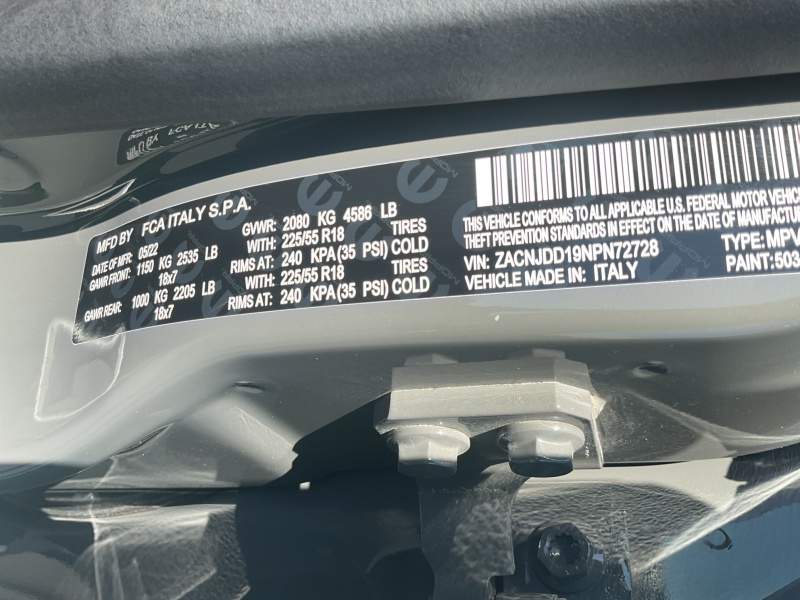 MFD BY FCA ITALY S.P.A.
DATE OF MFR 05/22 GVWR: 2080 KG 4586 LB
GAWR FRONT: 1150 KG 2535 LB WITH: 225/55 R18 TIRES
18x7 RIMS AT: 240 KPA(35 PSI) COLD
GAWR REAR: 1000 KG 2205 LB WITH: 225/55 R18 TIRES
18x7 RIMS AT: 240 KPA(35 PSI) COLD
THIS VEHICLE CONFORMS TO ALL APPLICABLE U.S. FEDERAL MOTOR VEHIC
THEFT PREVENTION STANDARDS IN EFFECT ON THE DATE OF MANUFACTUR
VIN: ZACNJDD19NPN72728 TYPE: MPV
VEHICLE MADE IN: ITALY PAINT: 503